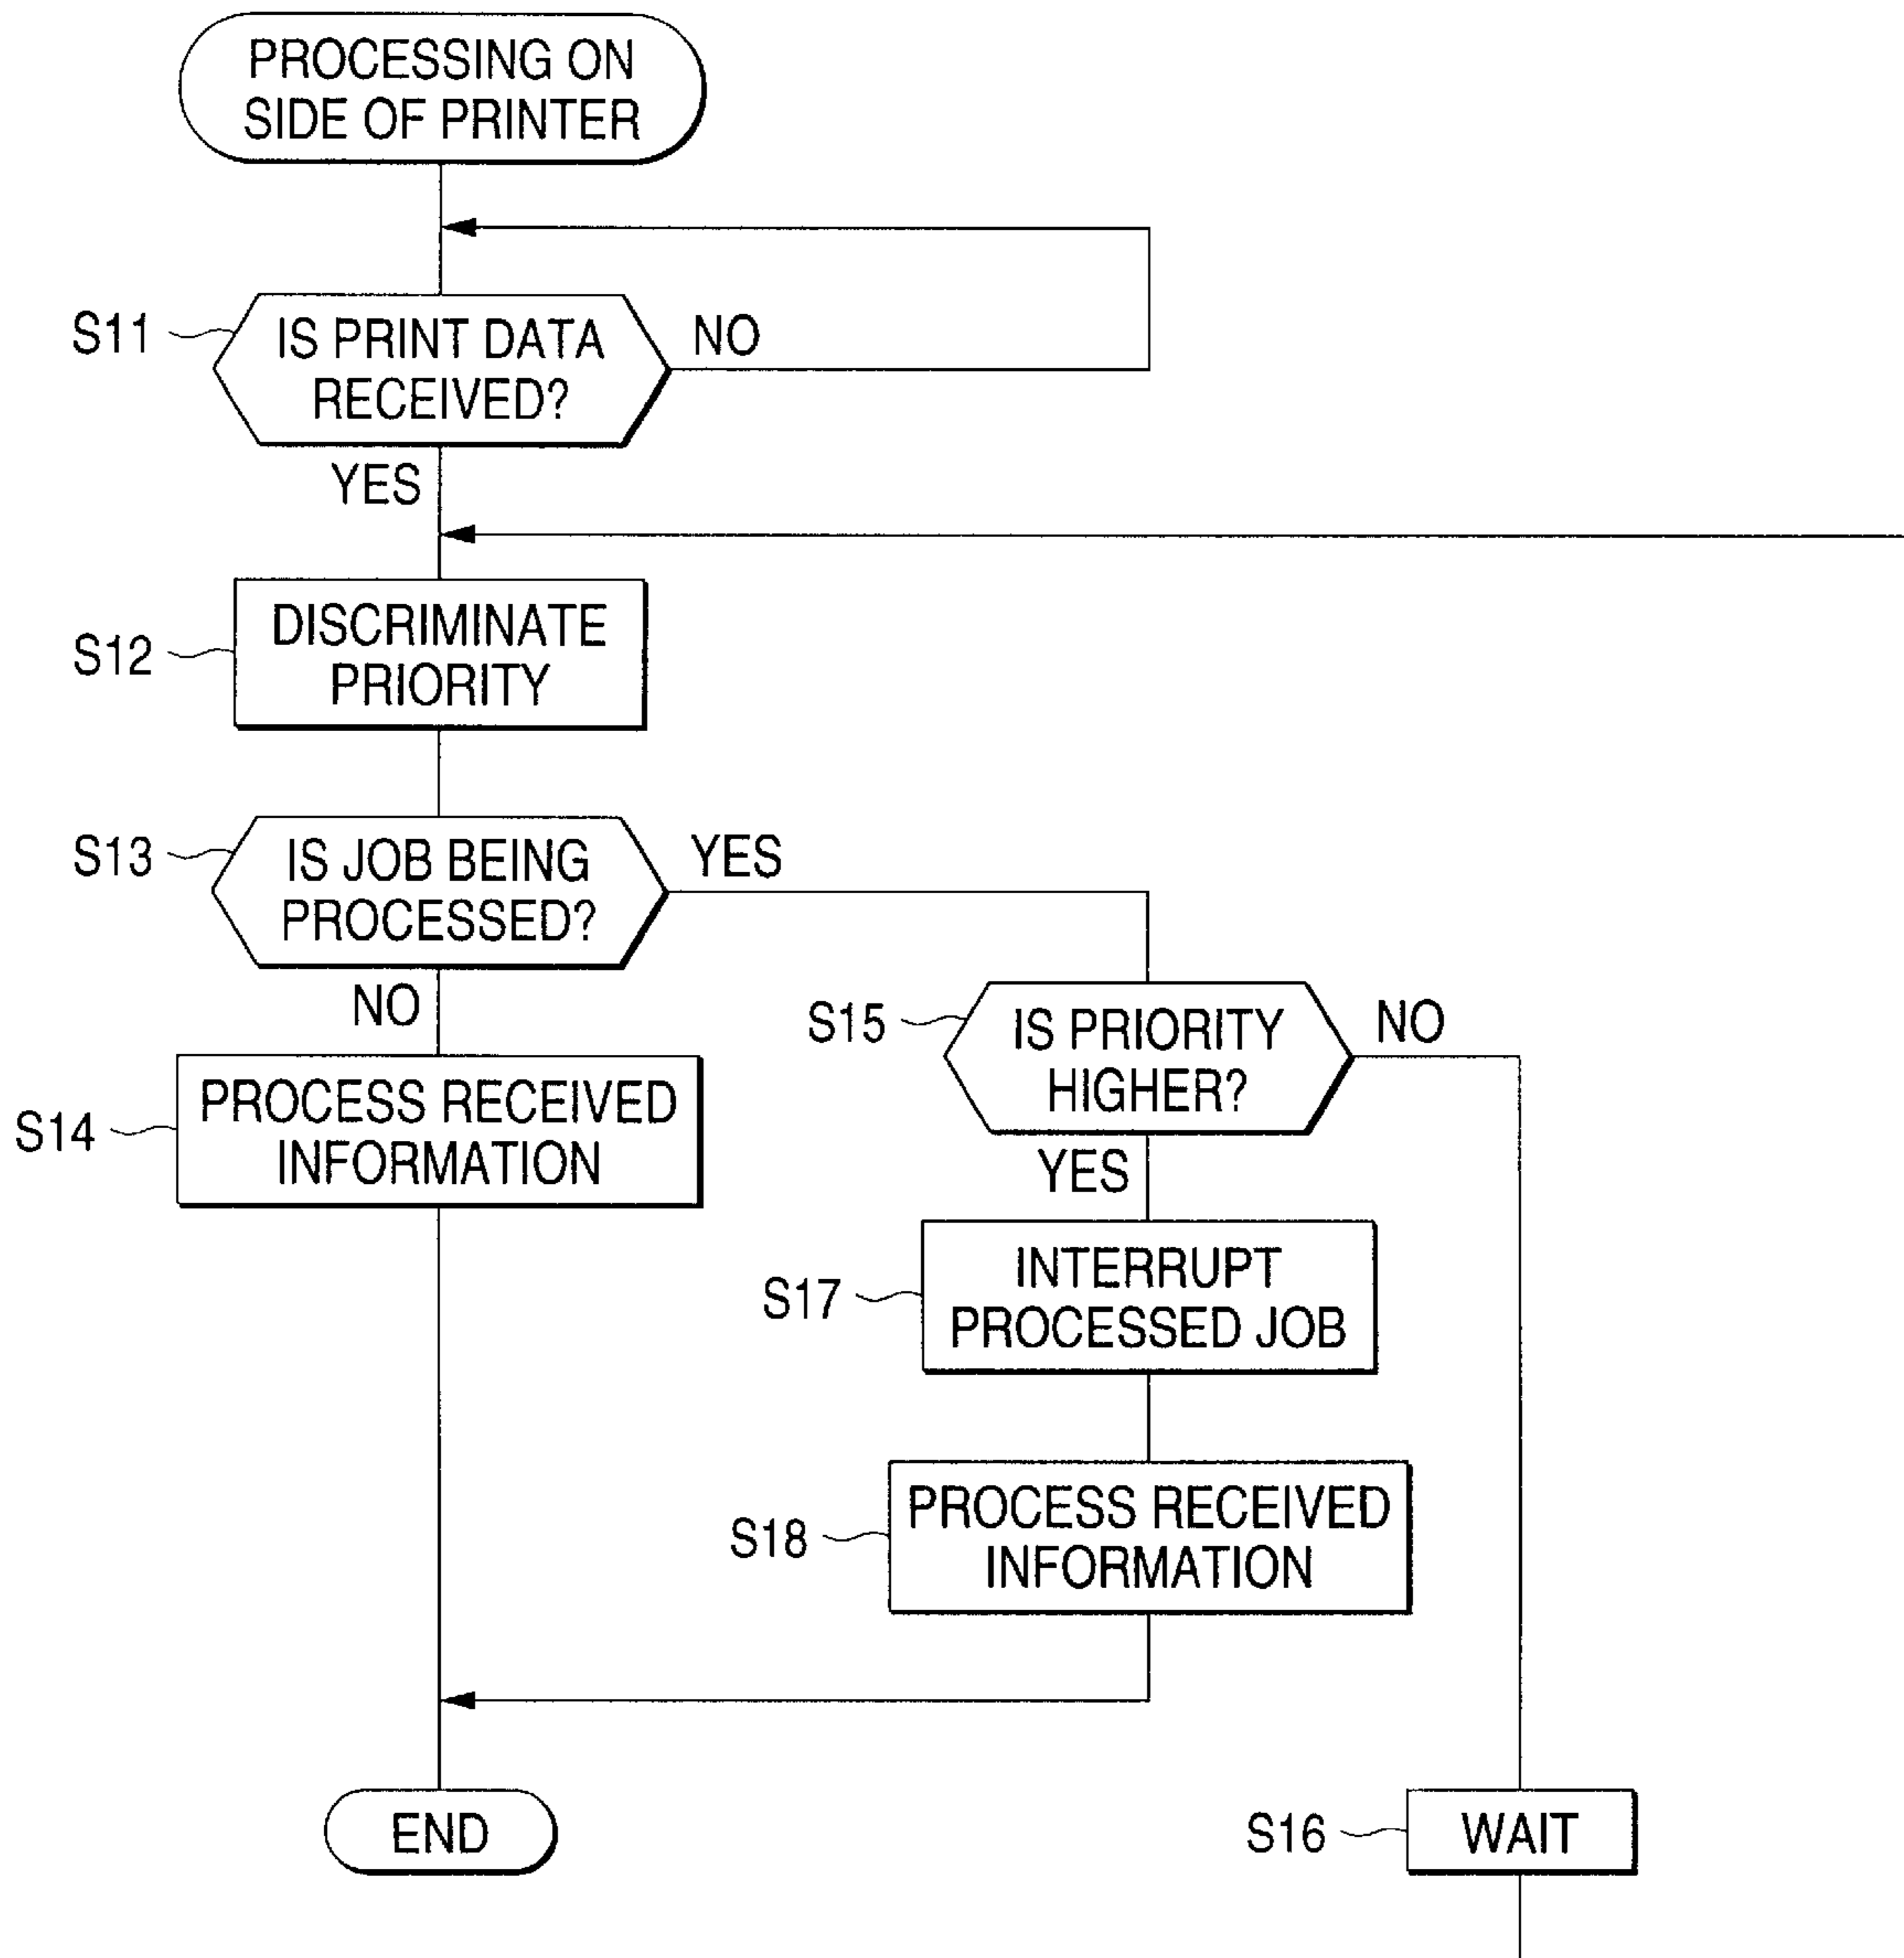 PROCESSING ON
SIDE OF PRINTER
S11
IS PRINT DATA
RECEIVED?
NO
YES
S12
DISCRIMINATE
PRIORITY
S13
IS JOB BEING
PROCESSED?
YES
NO
S14
PROCESS RECEIVED
INFORMATION
S15
IS PRIORITY
HIGHER?
NO
YES
S17
INTERRUPT
PROCESSED JOB
S18
PROCESS RECEIVED
INFORMATION
END
S16
WAIT